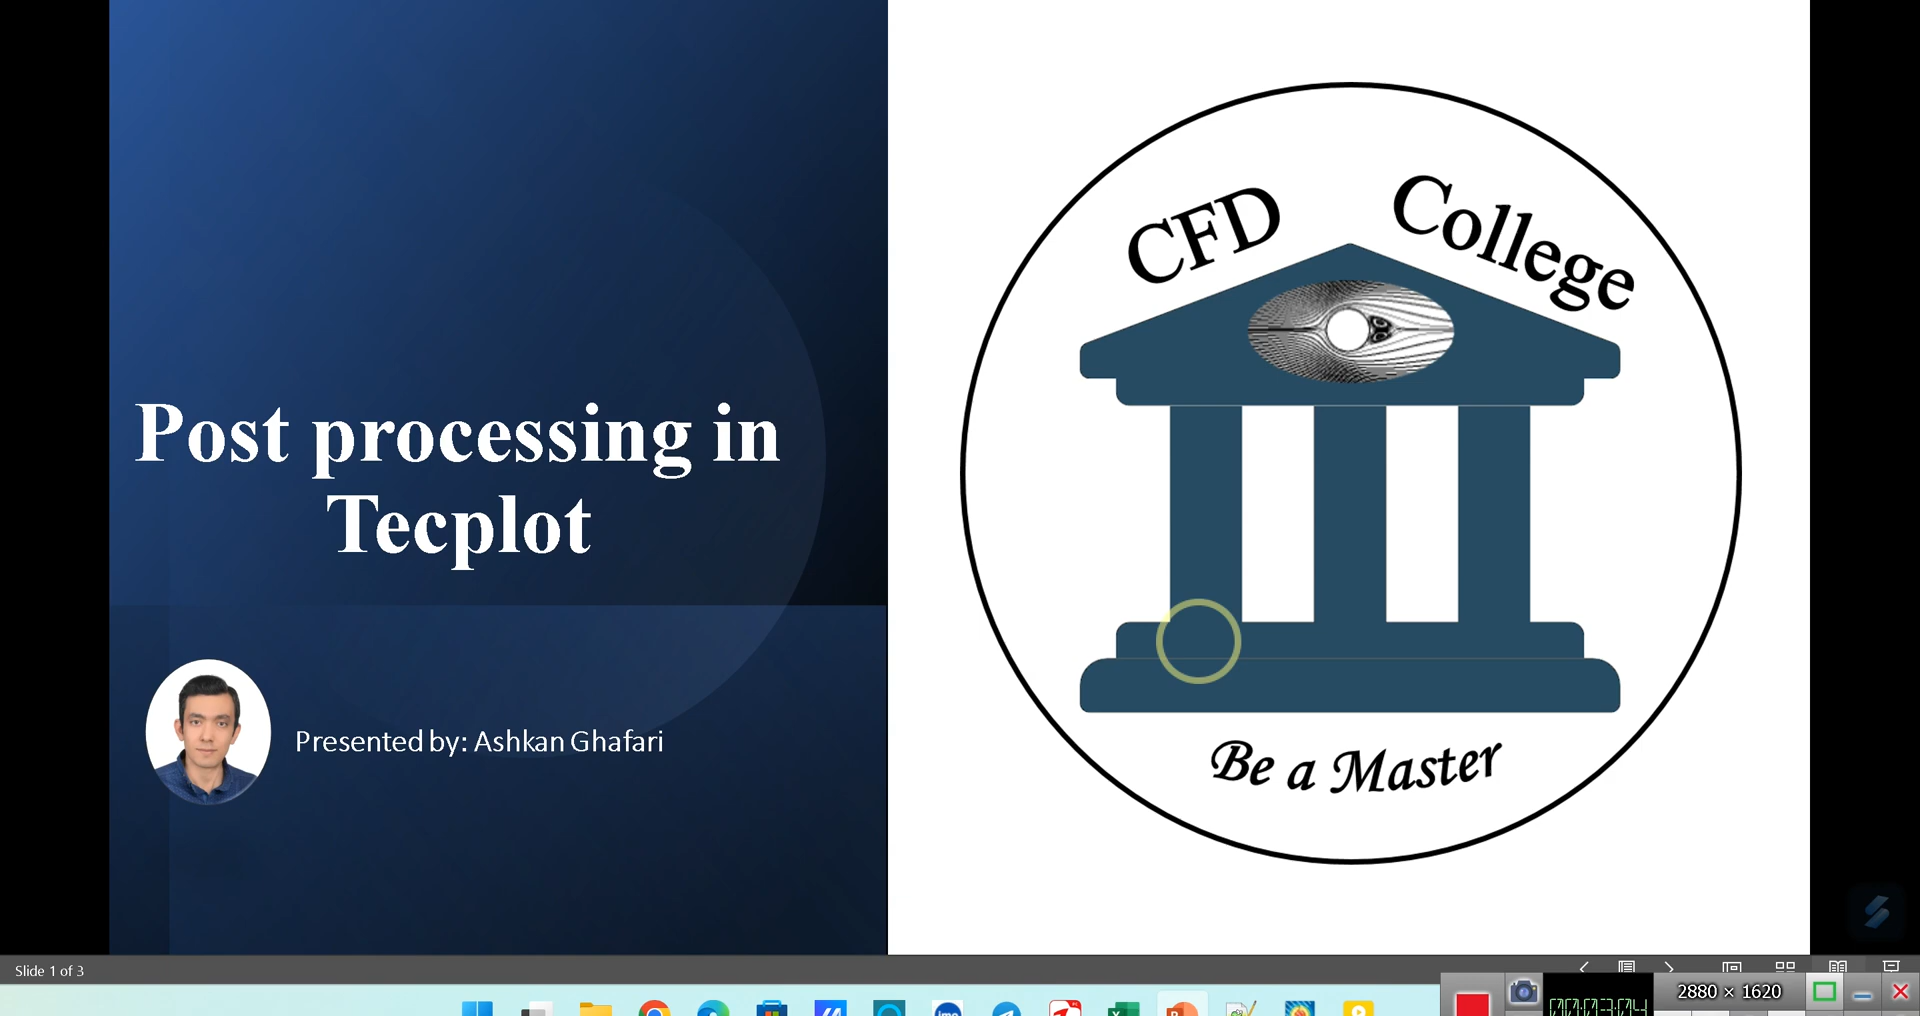 Post processing in
Tecplot
Presented by: Ashkan Ghafari
CFD College
Be a Master
Slide 1 of 3
2880 × 1620